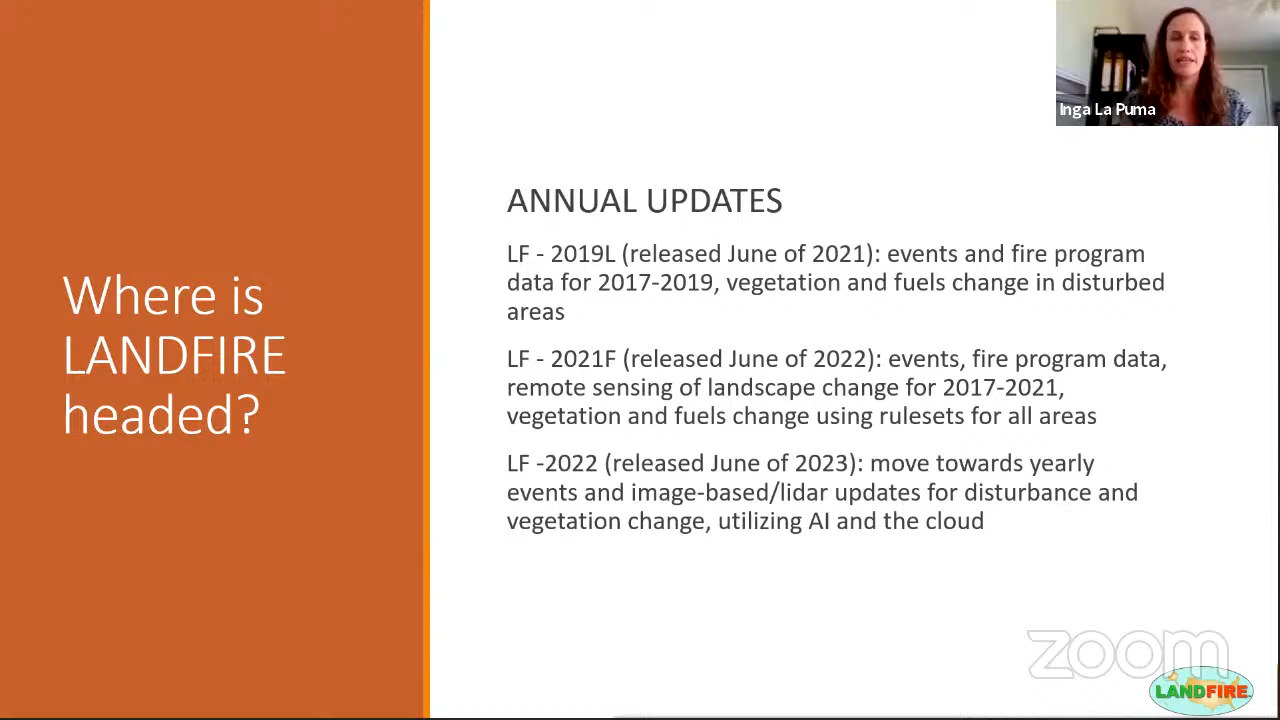 Inga La Puma
Where is
LANDFIRE
headed?
ANNUAL UPDATES
LF - 2019L (released June of 2021): events and fire program
data for 2017-2019, vegetation and fuels change in disturbed
areas
LF - 2021F (released June of 2022): events, fire program data,
remote sensing of landscape change for 2017-2021,
vegetation and fuels change using rulesets for all areas
LF -2022 (released June of 2023): move towards yearly
events and image-based/lidar updates for disturbance and
vegetation change, utilizing AI and the cloud
zoom
LANDFIRE